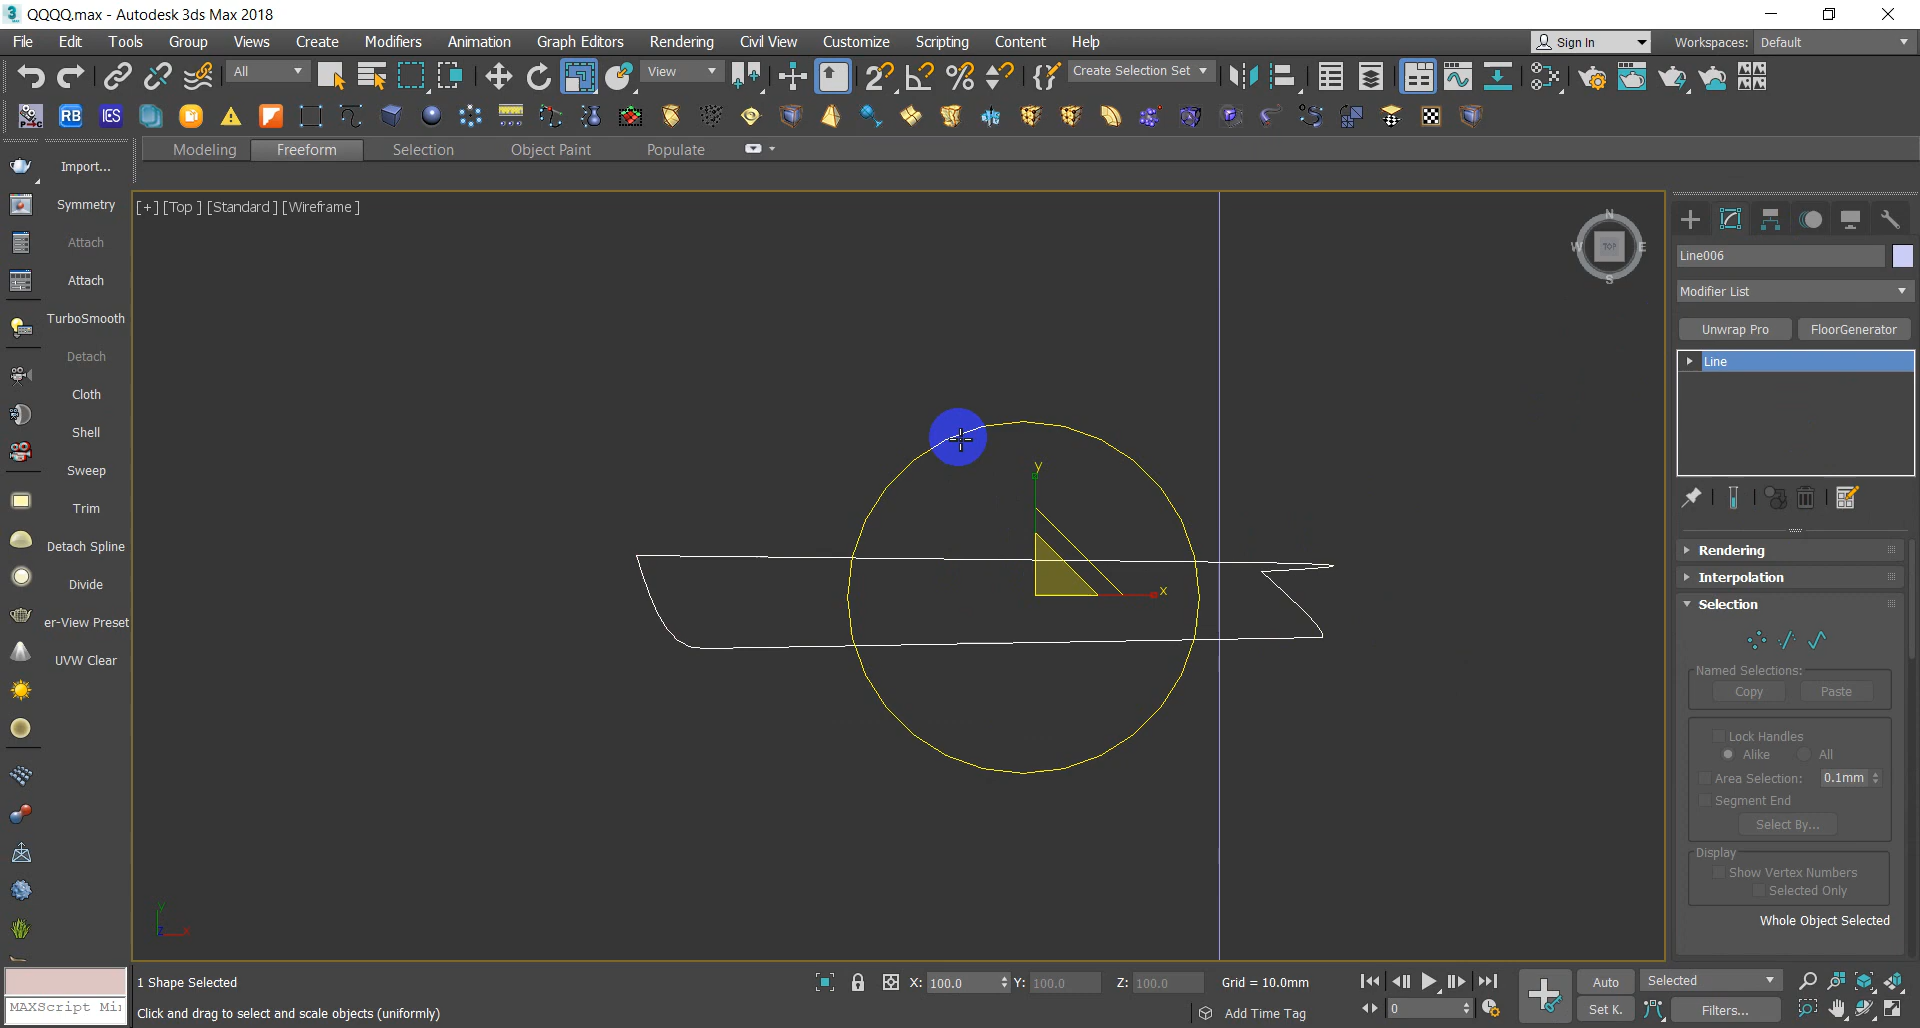 QQQQ.max - Autodesk 3ds Max 2018
File Edit Tools Group Views Create Modifiers Animation Graph Editors Rendering Civil View Customize Scripting Content Help
Sign In Workspaces: Default
All View Create Selection Set
RB IES
Modeling Freeform Selection Object Paint Populate
Import...
Symmetry
Attach
Attach
TurboSmooth
Detach
Cloth
Shell
Sweep
Trim
Detach Spline
Divide
er-View Preset
UVW Clear
[+] [Top ] [Standard ] [Wireframe ]
N
W TOP E
S
y
x
y
z x
Line006
Modifier List
Unwrap Pro FloorGenerator
Line
Rendering
Interpolation
Selection
Named Selections:
Copy Paste
Lock Handles
Alike All
Area Selection: 0.1mm
Segment End
Select By...
Display
Show Vertex Numbers
Selected Only
Whole Object Selected
1 Shape Selected X: 100.0 Y: 100.0 Z: 100.0 Grid = 10.0mm Auto Selected
MAXScript Mi Click and drag to select and scale objects (uniformly) Add Time Tag 0 Set K. Filters...